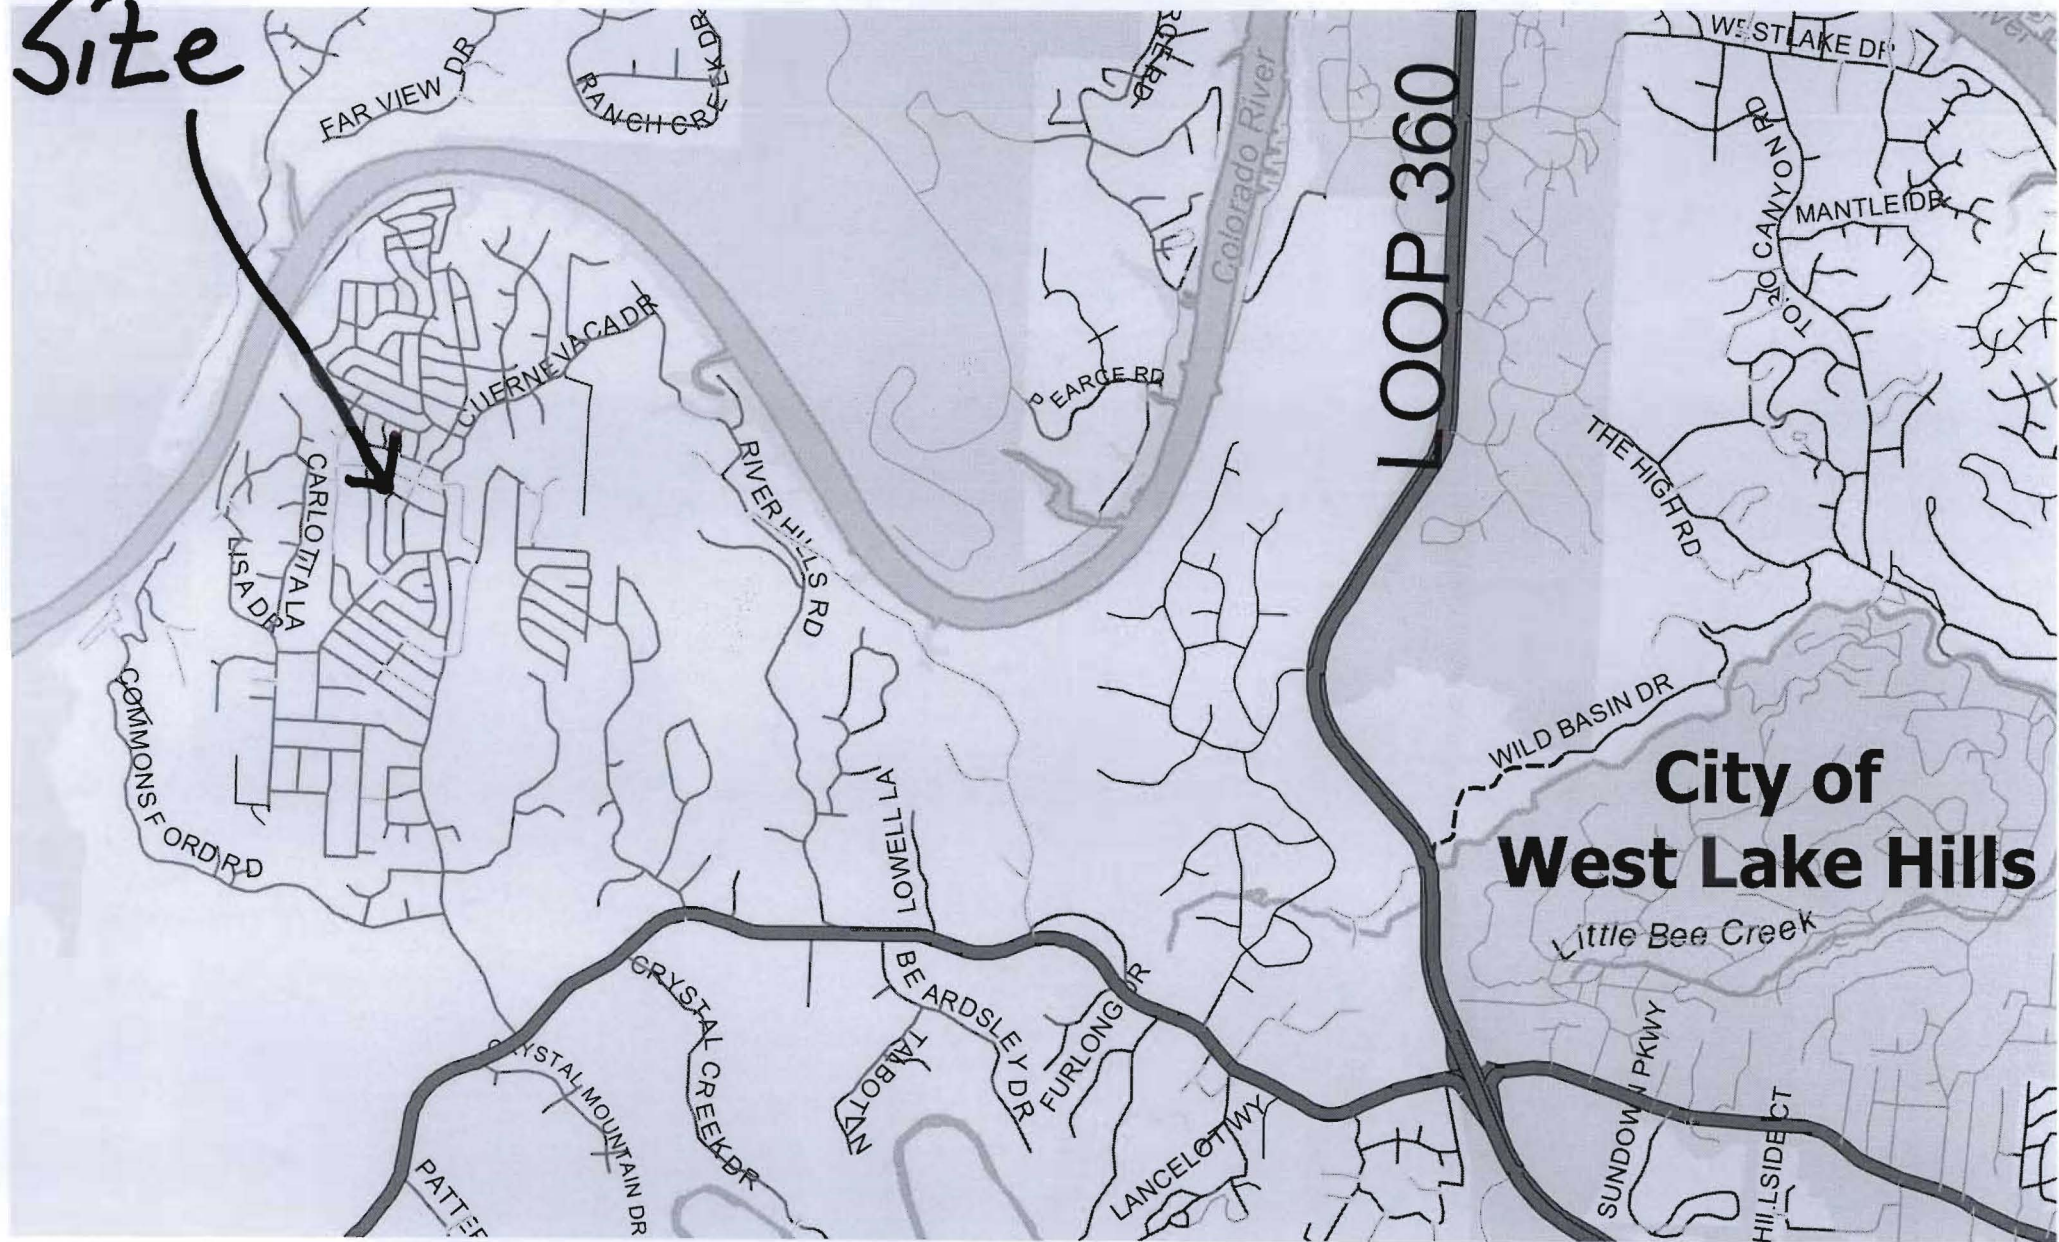 Site
FAR VIEW DR
RANCH CREEK DR
Colorado River
LOOP 360
WESTLAKE DR
TORO CANYON RD
MANTLE DR
CUERNEVACA DR
PEARCE RD
THE HIGH RD
CARLOTTA LA
LISA DR
RIVER HILLS RD
COMMONS FORD RD
WILD BASIN DR
City of
West Lake Hills
LOWELL LA
Little Bee Creek
CRYSTAL CREEK DR
BEARDSLEY DR
FURLONG DR
CRYSTAL MOUNTAIN DR
TALBOT
LANCELOT WY
SUNDOWN PKWY
HILLSIDE CT